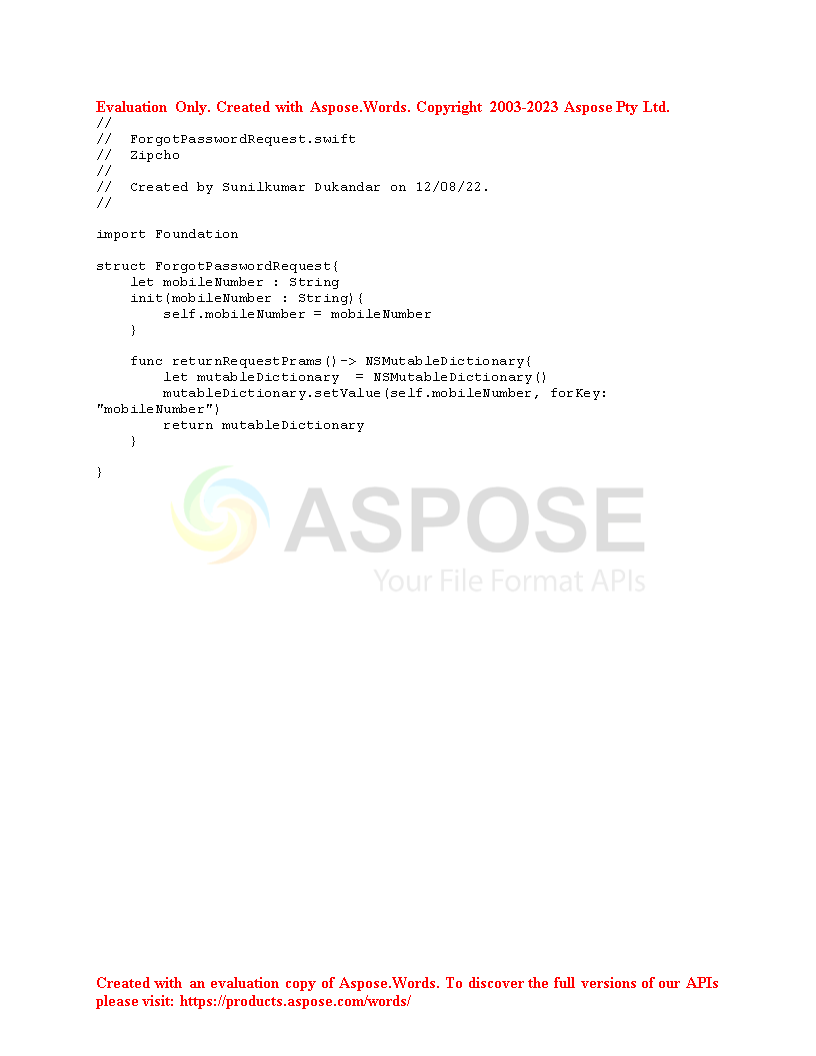 Evaluation Only. Created with Aspose.Words. Copyright 2003-2023 Aspose Pty Ltd.
//
//  ForgotPasswordRequest.swift
//  Zipcho
//
//  Created by Sunilkumar Dukandar on 12/08/22.
//
import Foundation
struct ForgotPasswordRequest{
    let mobileNumber : String
    init(mobileNumber : String){
        self.mobileNumber = mobileNumber
    }
    func returnRequestPrams()-> NSMutableDictionary{
        let mutableDictionary  = NSMutableDictionary()
        mutableDictionary.setValue(self.mobileNumber, forKey:
"mobileNumber")
        return mutableDictionary
    }
}
ASPOSE
Your File Format APIs
Created with an evaluation copy of Aspose.Words. To discover the full versions of our APIs
please visit: https://products.aspose.com/words/